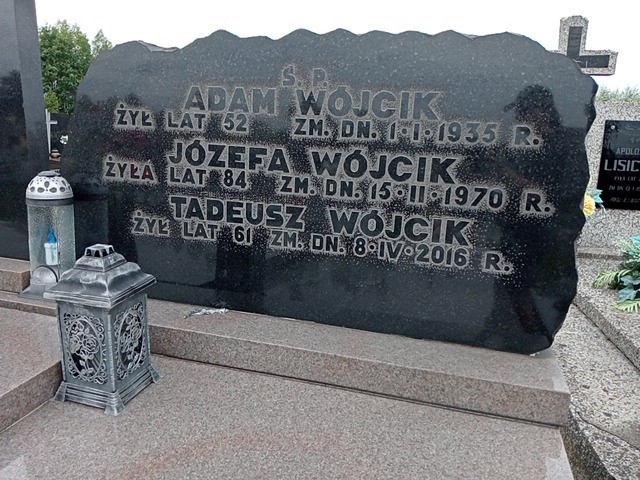 Ś.P.
ADAM WÓJCIK
ŻYŁ LAT 52 ZM. DN. 1·I·1935 R.
JÓZEFA WÓJCIK
ŻYŁA LAT 84 ZM. DN. 15·II·1970 R.
TADEUSZ WÓJCIK
ŻYŁ LAT 61 ZM. DN. 8·IV·2016 R.